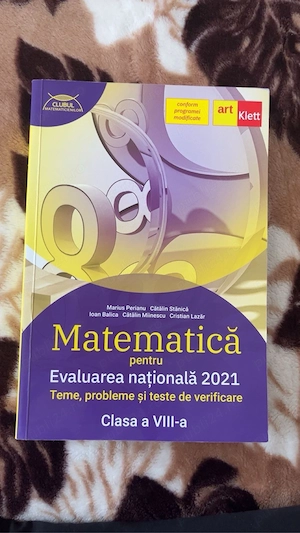 CLUBUL
MATEMATICIENILOR
conform
programei
modificate
art
Klett
Marius Perianu Cătălin Stănică
Ioan Balica Cătălin Miinescu Cristian Lazăr
Matematică
pentru
Evaluarea națională 2021
Teme, probleme și teste de verificare
Clasa a VIII-a